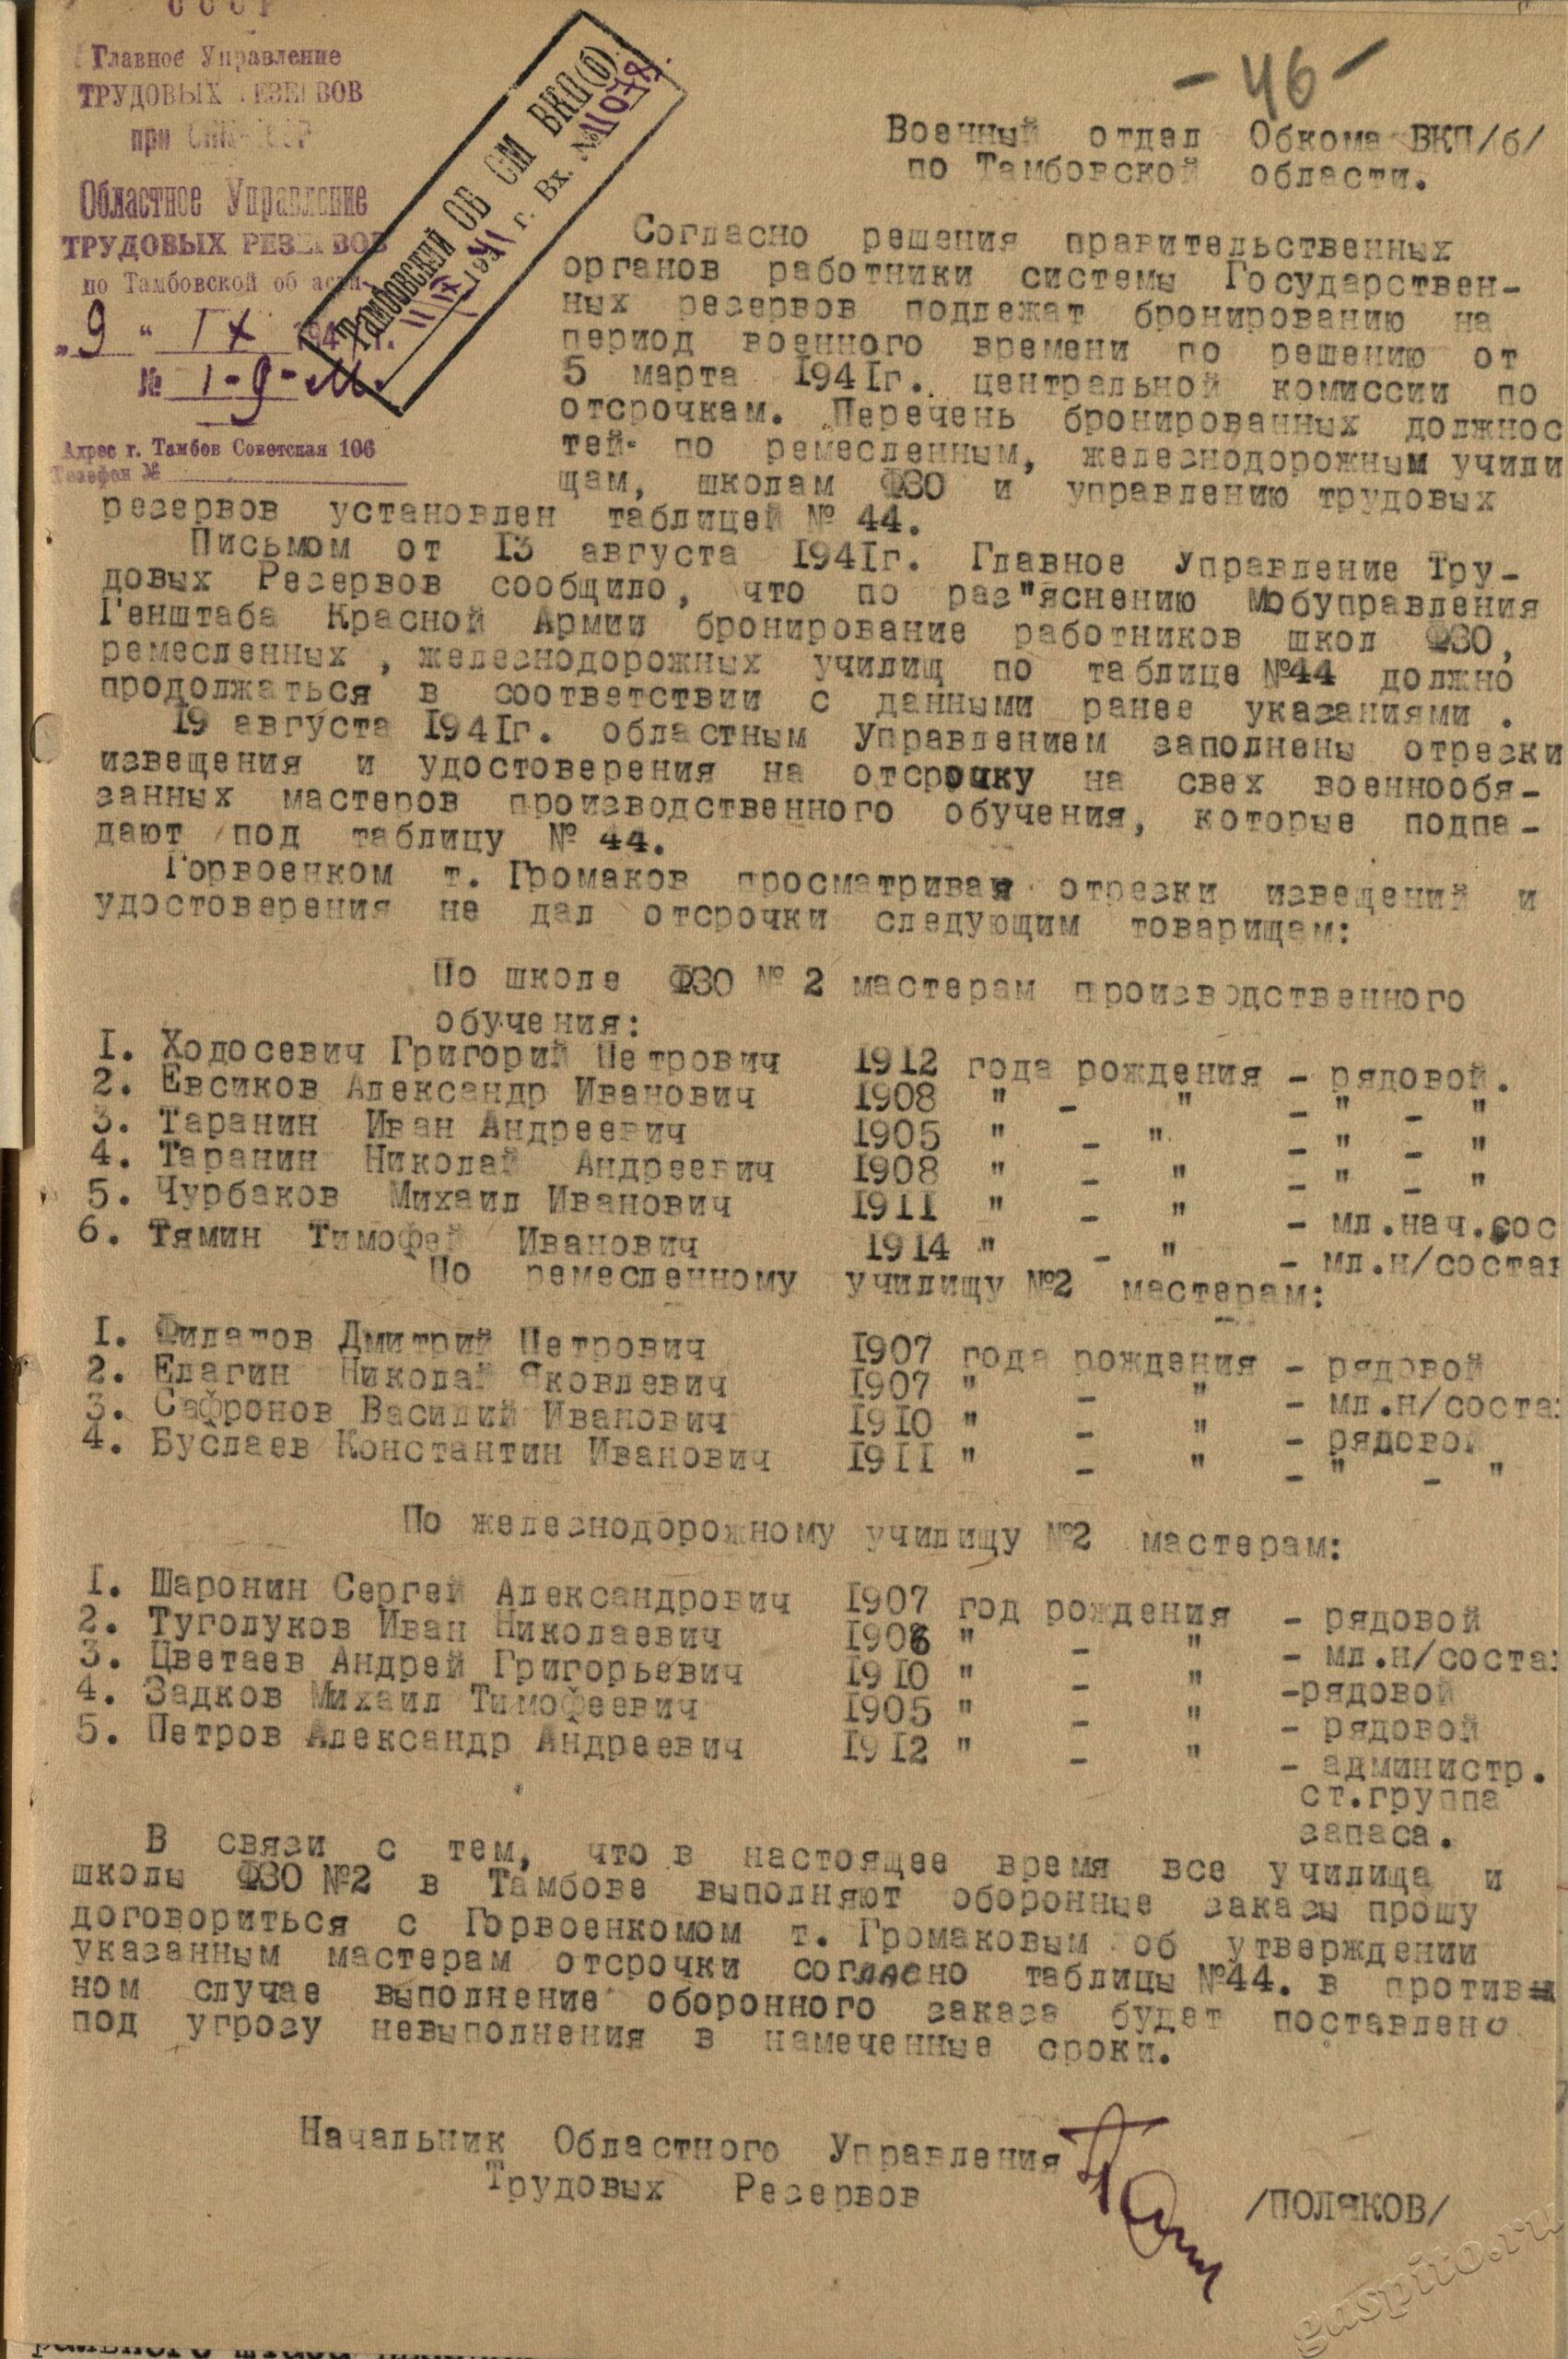 СССР
Главное Управление
ТРУДОВЫХ РЕЗЕРВОВ
при СНК СССР
Областное Управление
ТРУДОВЫХ РЕЗЕРВОВ
по Тамбовской области
„9" IX 1941 г.
№ 1-9-м
Адрес г. Тамбов Советская 106
Телефон №
Тамбовский ОБ СМ ВКП(б)
11 IX 1941 г. Вх. № 11078
- 46 -
Военный отдел Обкома ВКП/б/
по Тамбовской области.
Согласно решения правительственных
органов работники системы Государствен-
ных резервов подлежат бронированию на
период военного времени по решению от
5 марта 1941г. центральной комиссии по
отсрочкам. Перечень бронированных должнос
тей по ремесленным, железнодорожным учили
щам, школам ФЗО и управлению трудовых
резервов установлен таблицей № 44.
Письмом от 13 августа 1941г. Главное Управление Тру-
довых Резервов сообщило, что по раз"яснению Мобуправления
Генштаба Красной Армии бронирование работников школ ФЗО,
ремесленных , железнодорожных училищ по таблице №44 должно
продолжаться в соответствии с данными ранее указаниями .
19 августа 1941г. областным Управлением заполнены отрезки
извещения и удостоверения на отсрочку на свех военнообя-
занных мастеров производственного обучения, которые подпа-
дают под таблицу № 44.
Горвоенком т. Громаков просматривая отрезки изведений и
удостоверения не дал отсрочки следующим товарищам:
По школе ФЗО № 2 мастерам производственного
обучения:
1. Ходосевич Григорий Петрович 1912 года рождения - рядовой.
2. Евсиков Александр Иванович 1908 " - " - " - "
3. Таранин Иван Андреевич 1905 " - " - " - "
4. Таранин Николай Андреевич 1908 " - " - " - "
5. Чурбаков Михаил Иванович 1911 " - " - мл.нач.сос
6. Тямин Тимофей Иванович 1914 " - " - мл.н/состав
По ремесленному училищу №2 мастерам:
1. Филатов Дмитрий Петрович 1907 года рождения - рядовой
2. Елагин Николай Яковлевич 1907 " - " - мл.н/соста
3. Сафронов Василий Иванович 1910 " - " - рядовой
4. Буслаев Константин Иванович 1911 " - " - " - "
По железнодорожному училищу №2 мастерам:
1. Шаронин Сергей Александрович 1907 год рождения - рядовой
2. Туголуков Иван Николаевич 1906 " - " - мл.н/соста
3. Цветаев Андрей Григорьевич 1910 " - " -рядовой
4. Задков Михаил Тимофеевич 1905 " - " - рядовой
5. Петров Александр Андреевич 1912 " - " - администр.
ст.группа
запаса.
В связи с тем, что в настоящее время все училища и
школы ФЗО №2 в Тамбове выполняют оборонные заказы прошу
договориться с Горвоенкомом т. Громаковым об утверждении
указанным мастерам отсрочки согласно таблицы №44. в против
ном случае выполнение оборонного заказа будет поставлено
под угрозу невыполнения в намеченные сроки.
Начальник Областного Управления
Трудовых Резервов
/ПОЛЯКОВ/
gaspito.ru